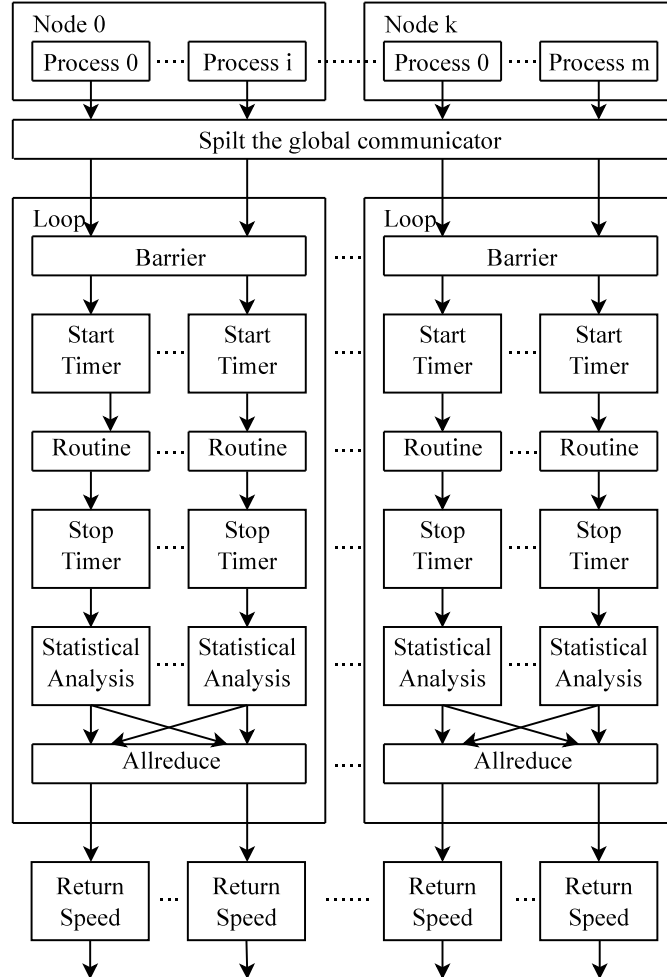 Node 0
Node k
Process 0
Process i
Process 0
Process m
Spilt the global communicator
Loop
Loop
Barrier
Barrier
Start
Timer
Start
Timer
Start
Timer
Start
Timer
Routine
Routine
Routine
Routine
Stop
Timer
Stop
Timer
Stop
Timer
Stop
Timer
Statistical
Analysis
Statistical
Analysis
Statistical
Analysis
Statistical
Analysis
Allreduce
Allreduce
Return
Speed
Return
Speed
Return
Speed
Return
Speed